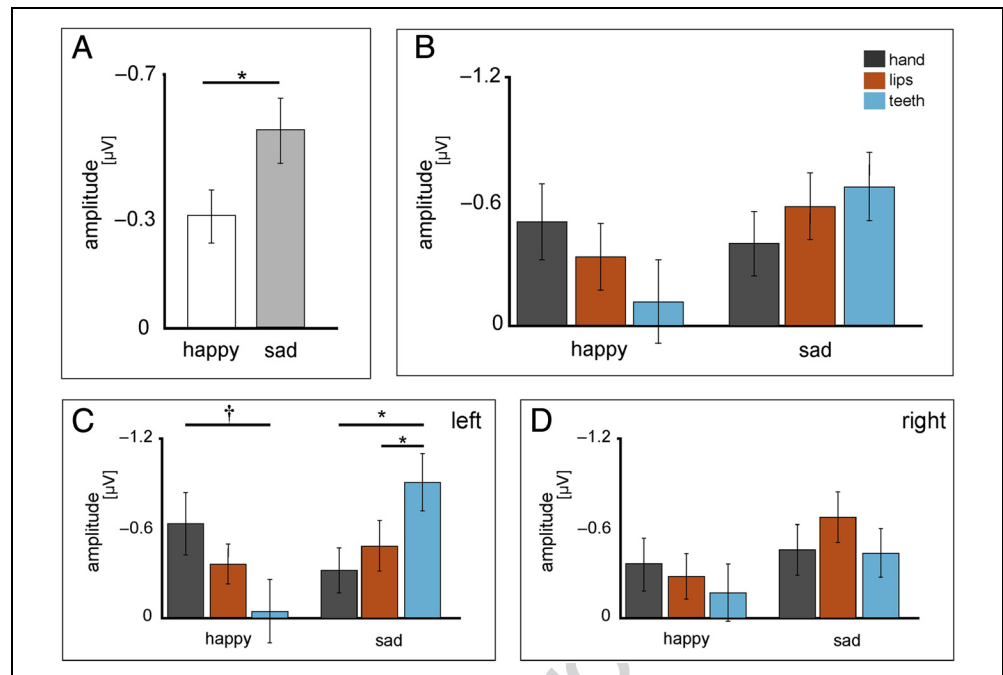 A
−0.7
*
amplitude
[µV]
−0.3
0
happy
sad
B
−1.2
hand
lips
teeth
amplitude
[µV]
−0.6
0
happy
sad
C
left
†
*
*
−1.2
amplitude
[µV]
−0.6
0
happy
sad
D
right
−1.2
amplitude
[µV]
−0.6
0
happy
sad